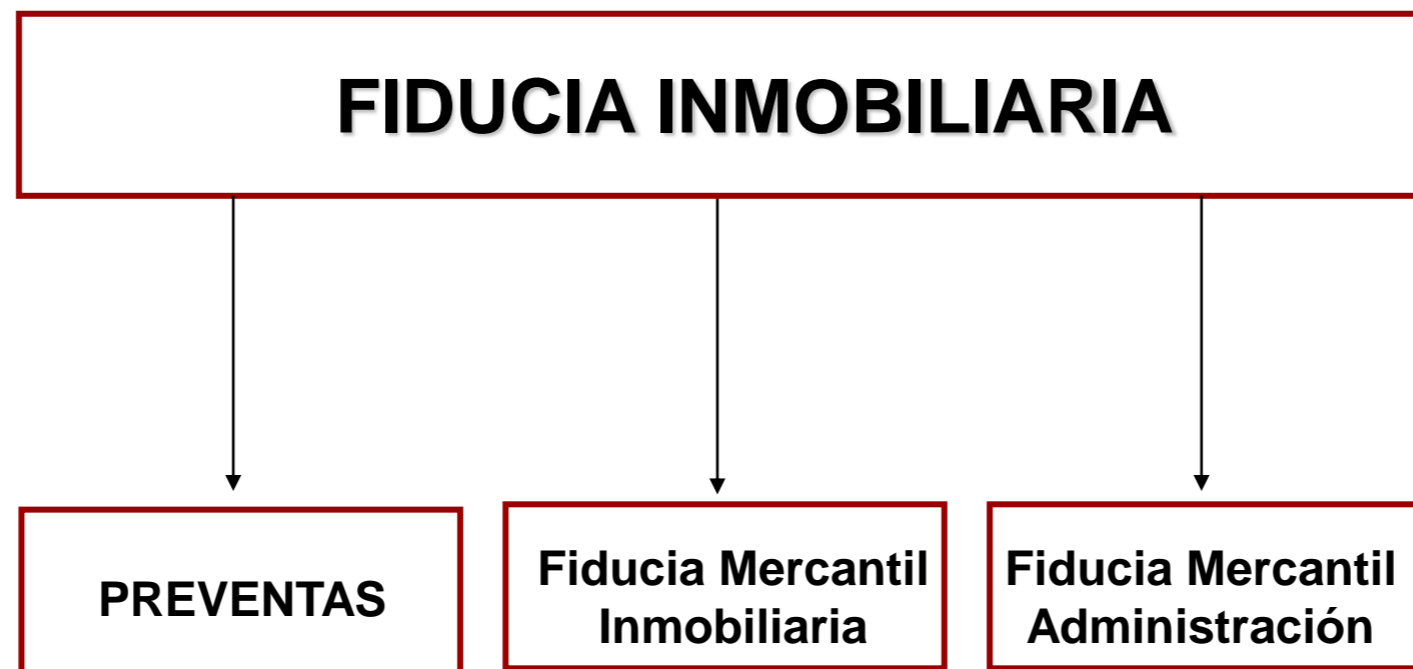 FIDUCIA INMOBILIARIA
PREVENTAS
Fiducia Mercantil
Inmobiliaria
Fiducia Mercantil
Administración